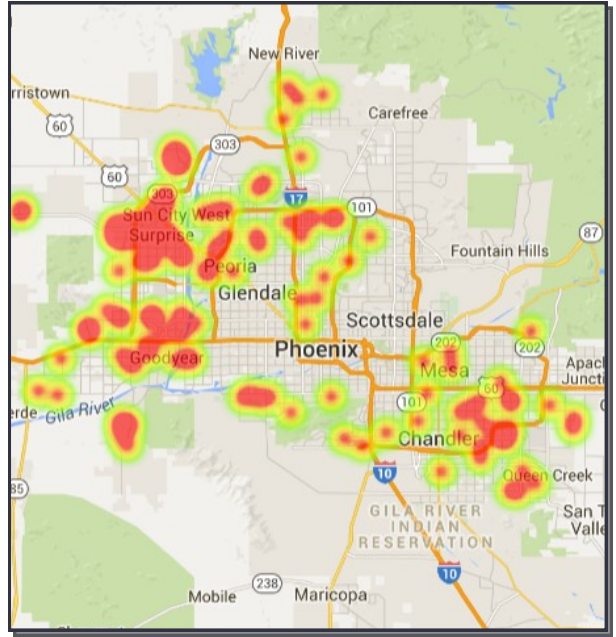 New River
rristown
Carefree
60
303
60
303
17
101
Sun City West
Surprise
87
Fountain Hills
Peoria
Glendale
Scottsdale
Phoenix
202
202
Goodyear
Mesa
Apac
Juncti
60
101
erde
Gila River
Chandler
10
Queen Creek
85
GILA RIVER
INDIAN
RESERVATION
San T
Valle
10
238
Mobile
Maricopa